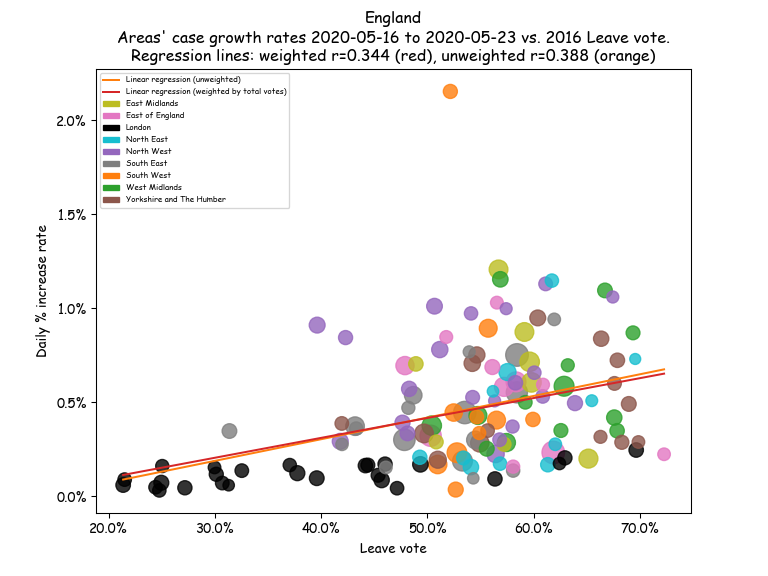 England
Areas' case growth rates 2020-05-16 to 2020-05-23 vs. 2016 Leave vote.
Regression lines: weighted r=0.344 (red), unweighted r=0.388 (orange)
Linear regression (unweighted)
Linear regression (weighted by total votes)
East Midlands
East of England
London
North East
North West
South East
South West
West Midlands
Yorkshire and The Humber
Daily % increase rate
2.0%
1.5%
1.0%
0.5%
0.0%
20.0% 30.0% 40.0% 50.0% 60.0% 70.0%
Leave vote